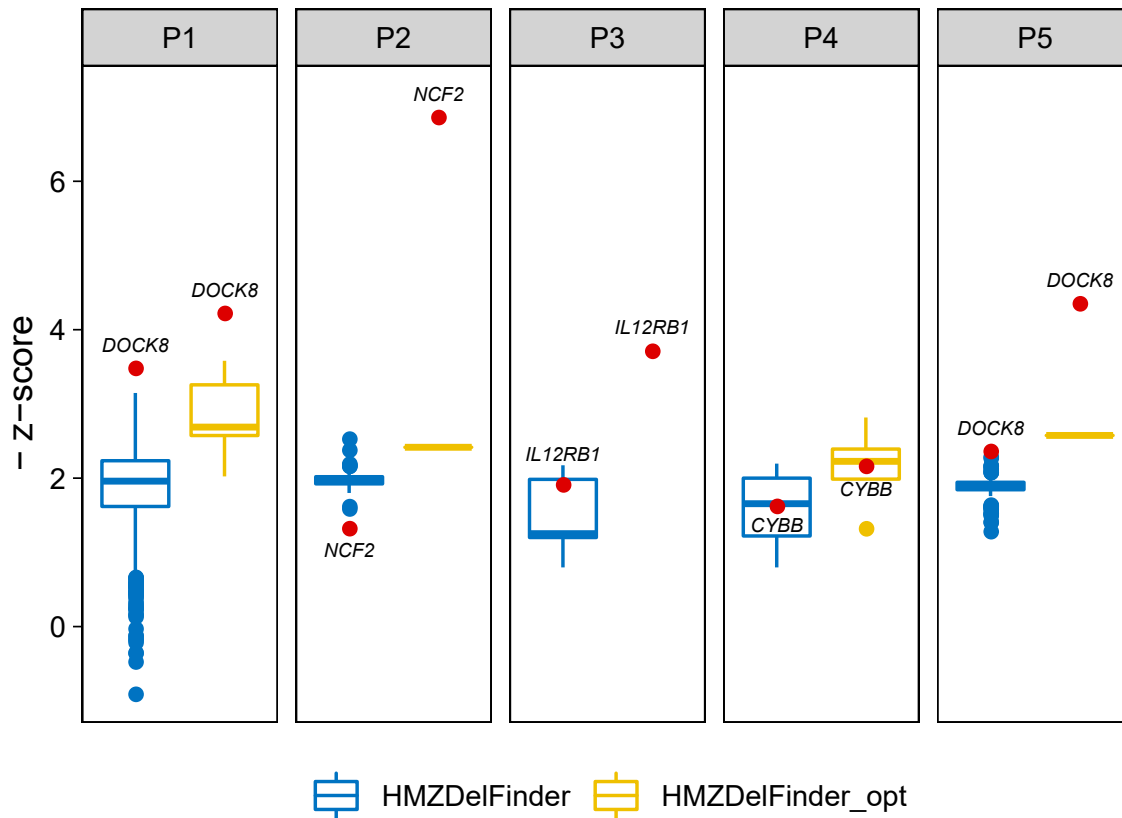 P1 P2 P3 P4 P5
NCF2
DOCK8
DOCK8
IL12RB1
DOCK8
DOCK8
IL12RB1
CYBB
CYBB
NCF2
6
4
2
0
− z−score
HMZDelFinder HMZDelFinder_opt